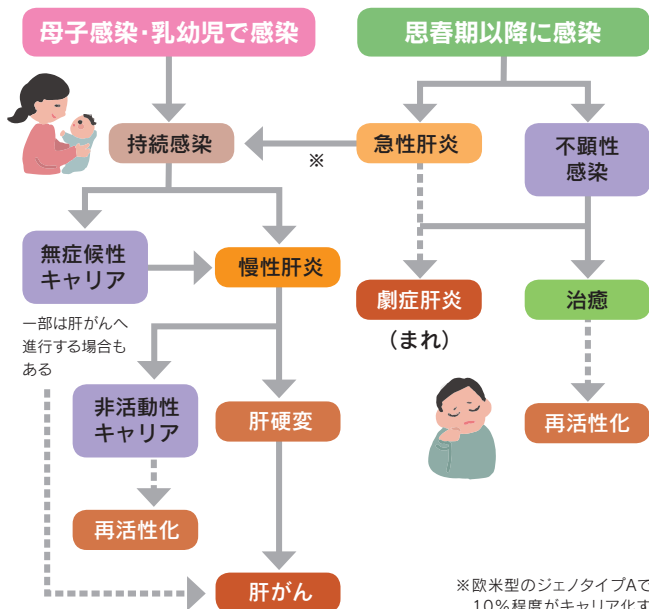 母子感染・乳幼児で感染
思春期以降に感染
持続感染
※
急性肝炎
不顕性
感染
無症候性
キャリア
慢性肝炎
劇症肝炎
(まれ)
治癒
一部は肝がんへ
進行する場合も
ある
非活動性
キャリア
肝硬変
再活性化
再活性化
肝がん
※欧米型のジェノタイプAで
10%程度がキャリア化す